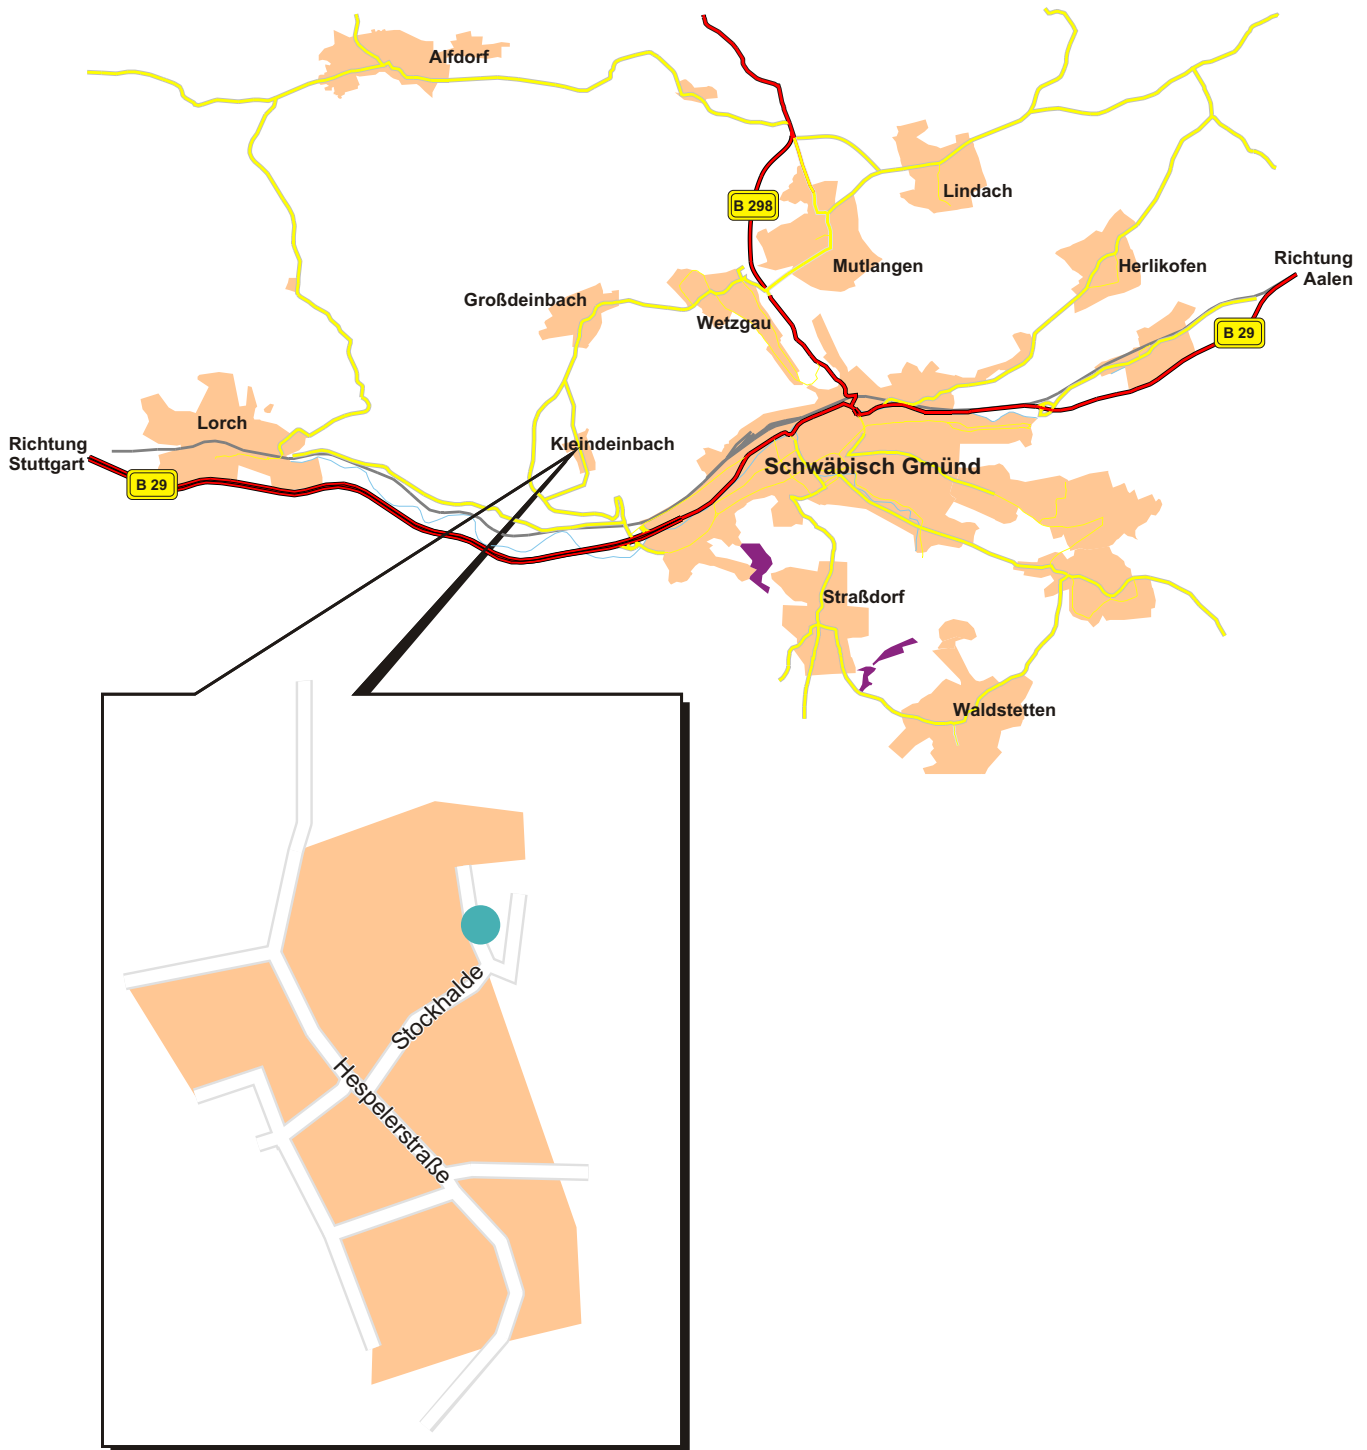 Alfdorf
B 298
Lindach
Mutlangen
Herlikofen
Richtung
Aalen
Großdeinbach
Wetzgau
B 29
Lorch
Richtung
Stuttgart
Kleindeinbach
B 29
Schwäbisch Gmünd
Straßdorf
Waldstetten
Stockhalde
Hespelerstraße